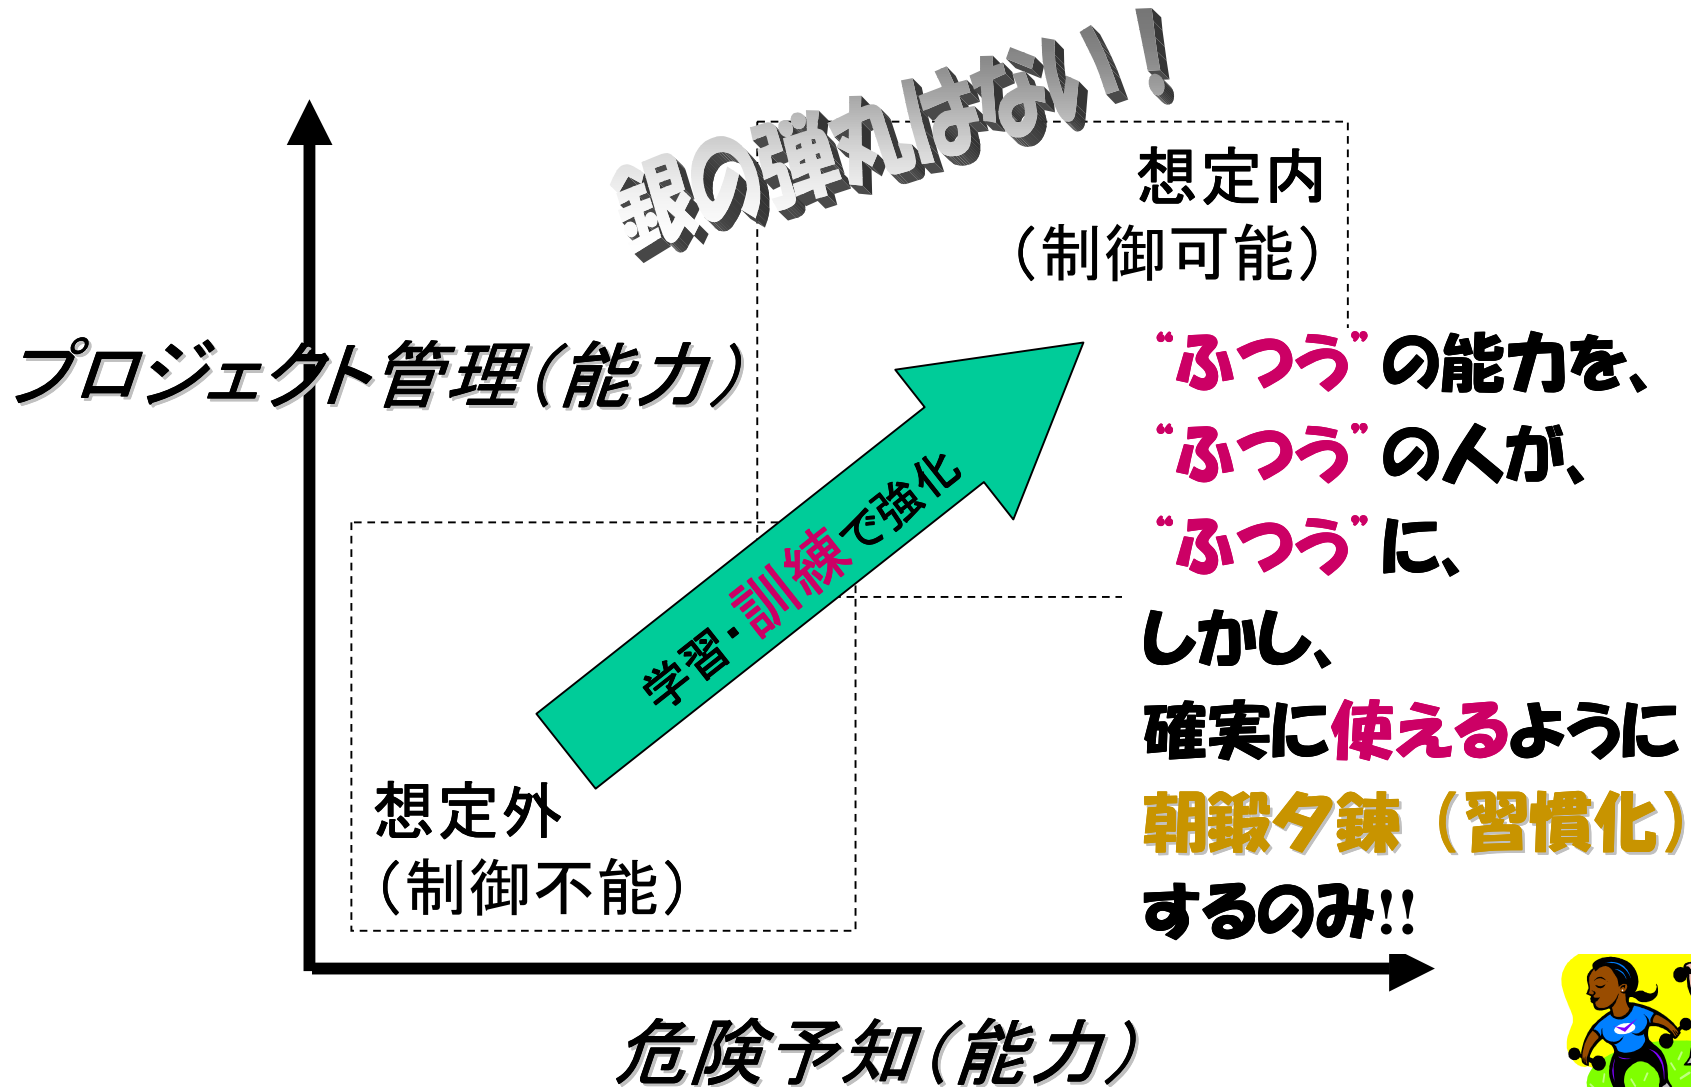 銀の弾丸はない！
想定内
（制御可能）
プロジェクト管理（能力）
“ふつう”の能力を、
“ふつう”の人が、
“ふつう”に、
しかし、
確実に使えるように
朝鍛夕錬（習慣化）
するのみ!!
学習・訓練で強化
想定外
（制御不能）
危険予知（能力）